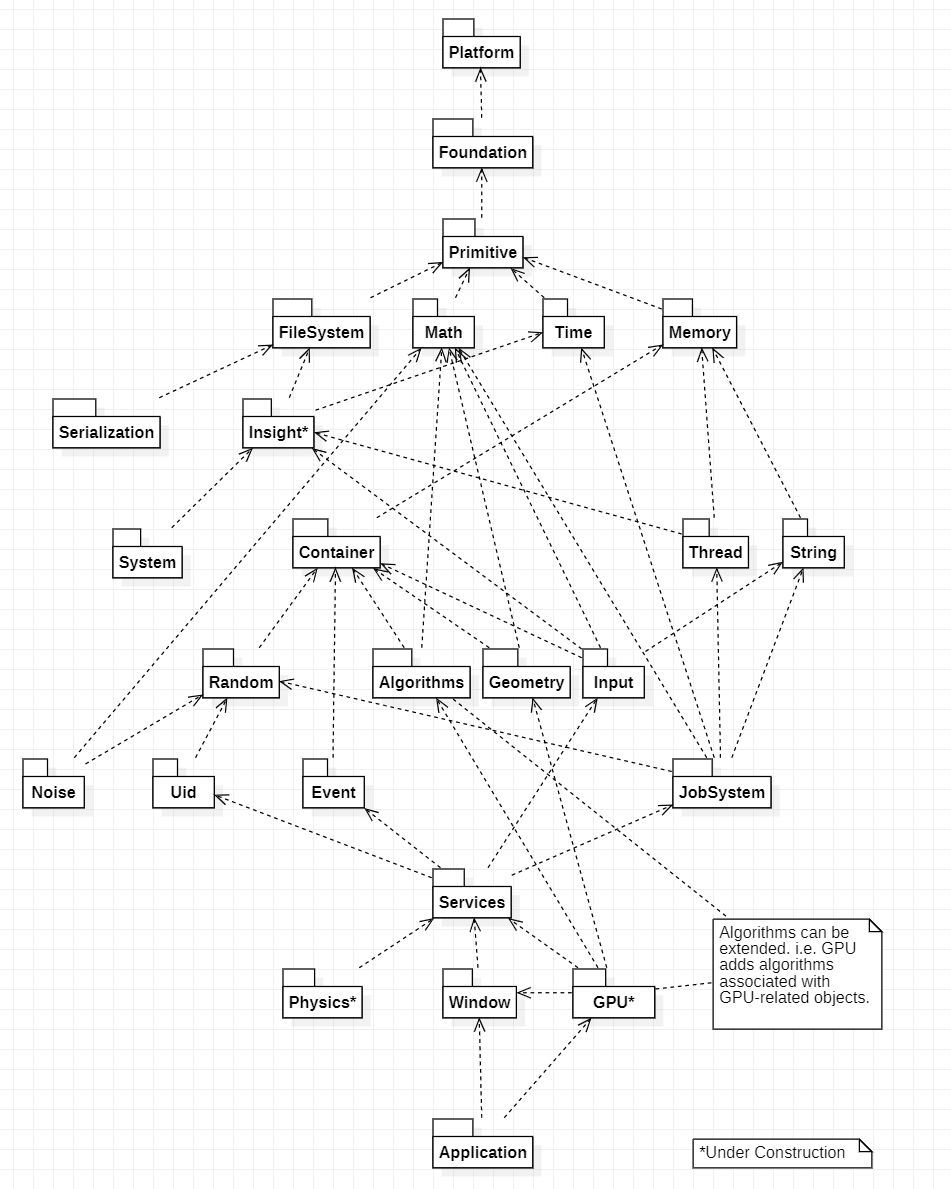 Platform
Foundation
Primitive
FileSystem
Math
Time
Memory
Serialization
Insight*
System
Container
Thread
String
Random
Algorithms
Geometry
Input
Noise
Uid
Event
JobSystem
Services
Algorithms can be
extended. i.e. GPU
adds algorithms
associated with
GPU-related objects.
Physics*
Window
GPU*
Application
*Under Construction